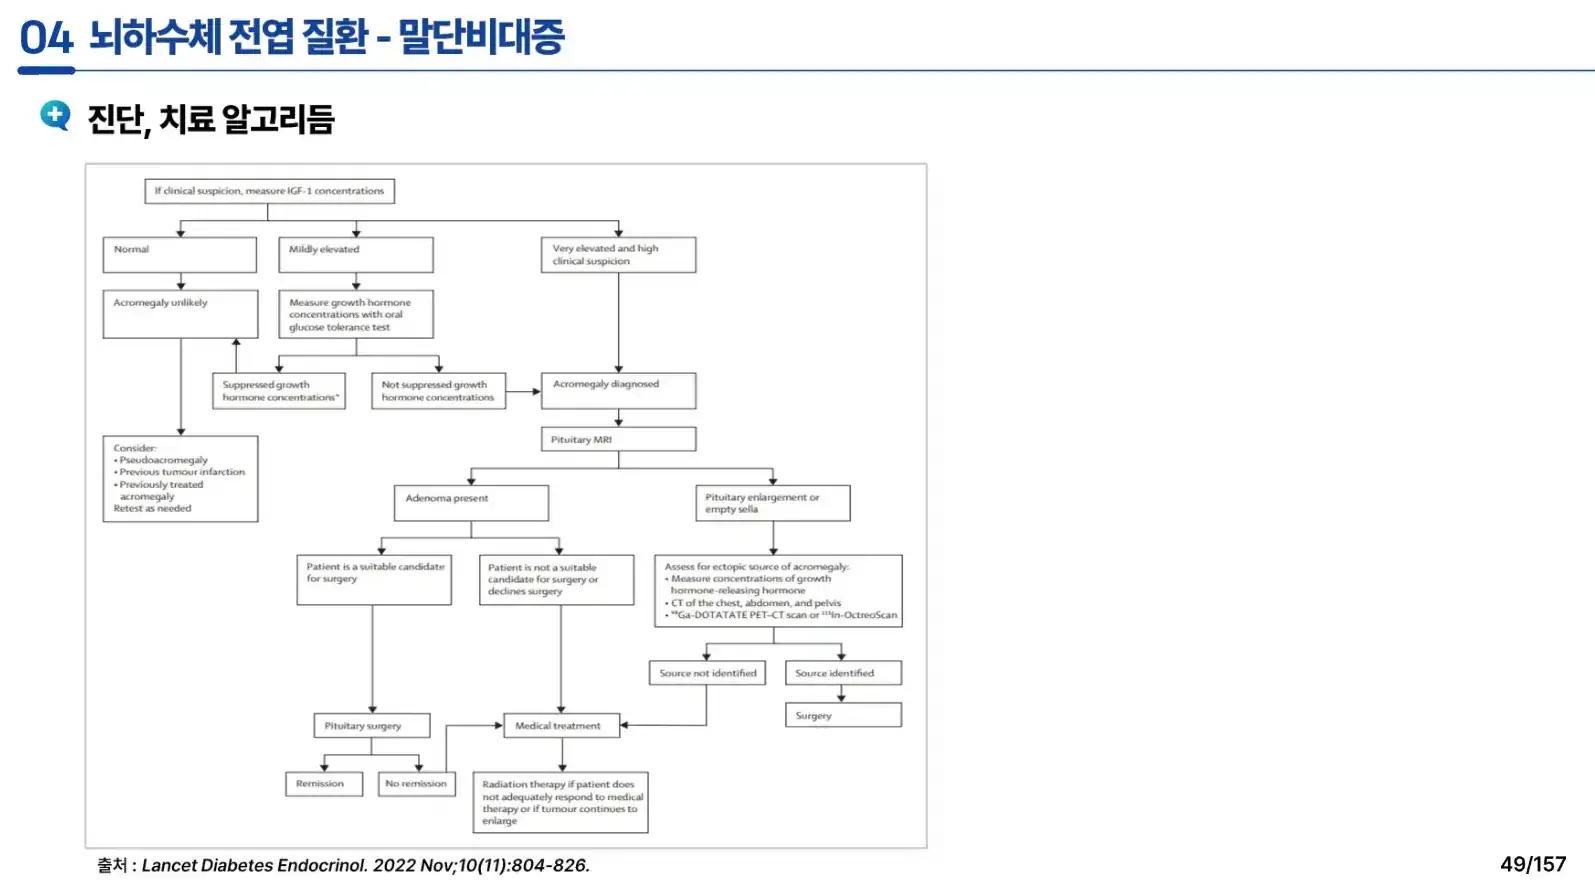 04 뇌하수체 전엽 질환 - 말단비대증
진단, 치료 알고리듬
If clinical suspicion, measure IGF-1 concentrations
Normal
Mildly elevated
Very elevated and high
clinical suspicion
Acromegaly unlikely
Measure growth hormone
concentrations with oral
glucose tolerance test
Suppressed growth
hormone concentrations*
Not suppressed growth
hormone concentrations
Acromegaly diagnosed
Pituitary MRI
Consider:
• Pseudoacromegaly
• Previous tumour infarction
• Previously treated
acromegaly
Retest as needed
Adenoma present
Pituitary enlargement or
empty sella
Patient is a suitable candidate
for surgery
Patient is not a suitable
candidate for surgery or
declines surgery
Assess for ectopic source of acromegaly:
• Measure concentrations of growth
hormone-releasing hormone
• CT of the chest, abdomen, and pelvis
• ⁶⁸Ga-DOTATATE PET–CT scan or ¹¹¹In-OctreoScan
Source not identified
Source identified
Surgery
Pituitary surgery
Medical treatment
Remission
No remission
Radiation therapy if patient does
not adequately respond to medical
therapy or if tumour continues to
enlarge
출처 : Lancet Diabetes Endocrinol. 2022 Nov;10(11):804-826.
49/157